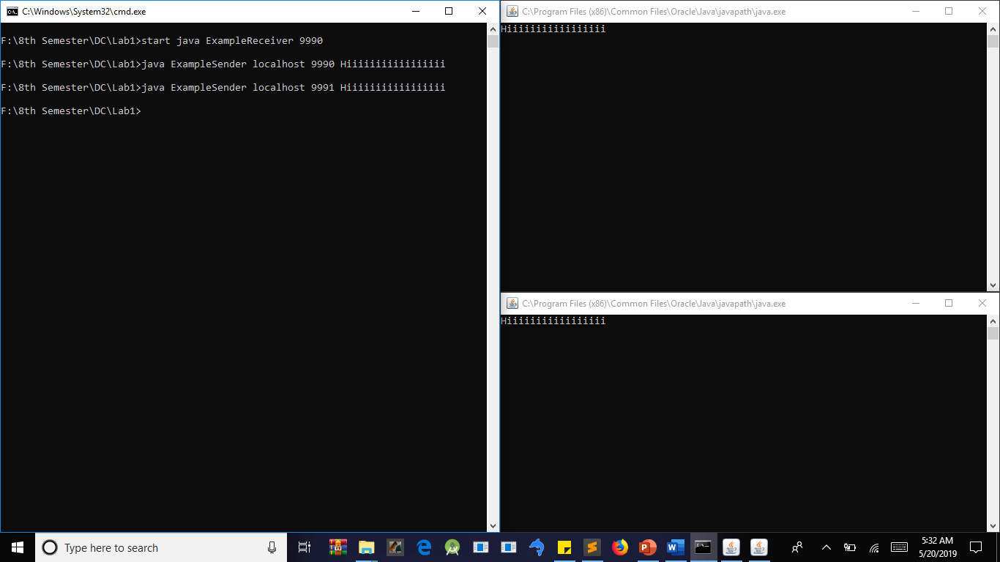 C:\Windows\System32\cmd.exe
F:\8th Semester\DC\Lab1>start java ExampleReceiver 9990
F:\8th Semester\DC\Lab1>java ExampleSender localhost 9990 Hiiiiiiiiiiiiiiiii
F:\8th Semester\DC\Lab1>java ExampleSender localhost 9991 Hiiiiiiiiiiiiiiiii
F:\8th Semester\DC\Lab1>
C:\Program Files (x86)\Common Files\Oracle\Java\javapath\java.exe
Hiiiiiiiiiiiiiiiii
C:\Program Files (x86)\Common Files\Oracle\Java\javapath\java.exe
Hiiiiiiiiiiiiiiiii
Type here to search
5:32 AM
5/20/2019